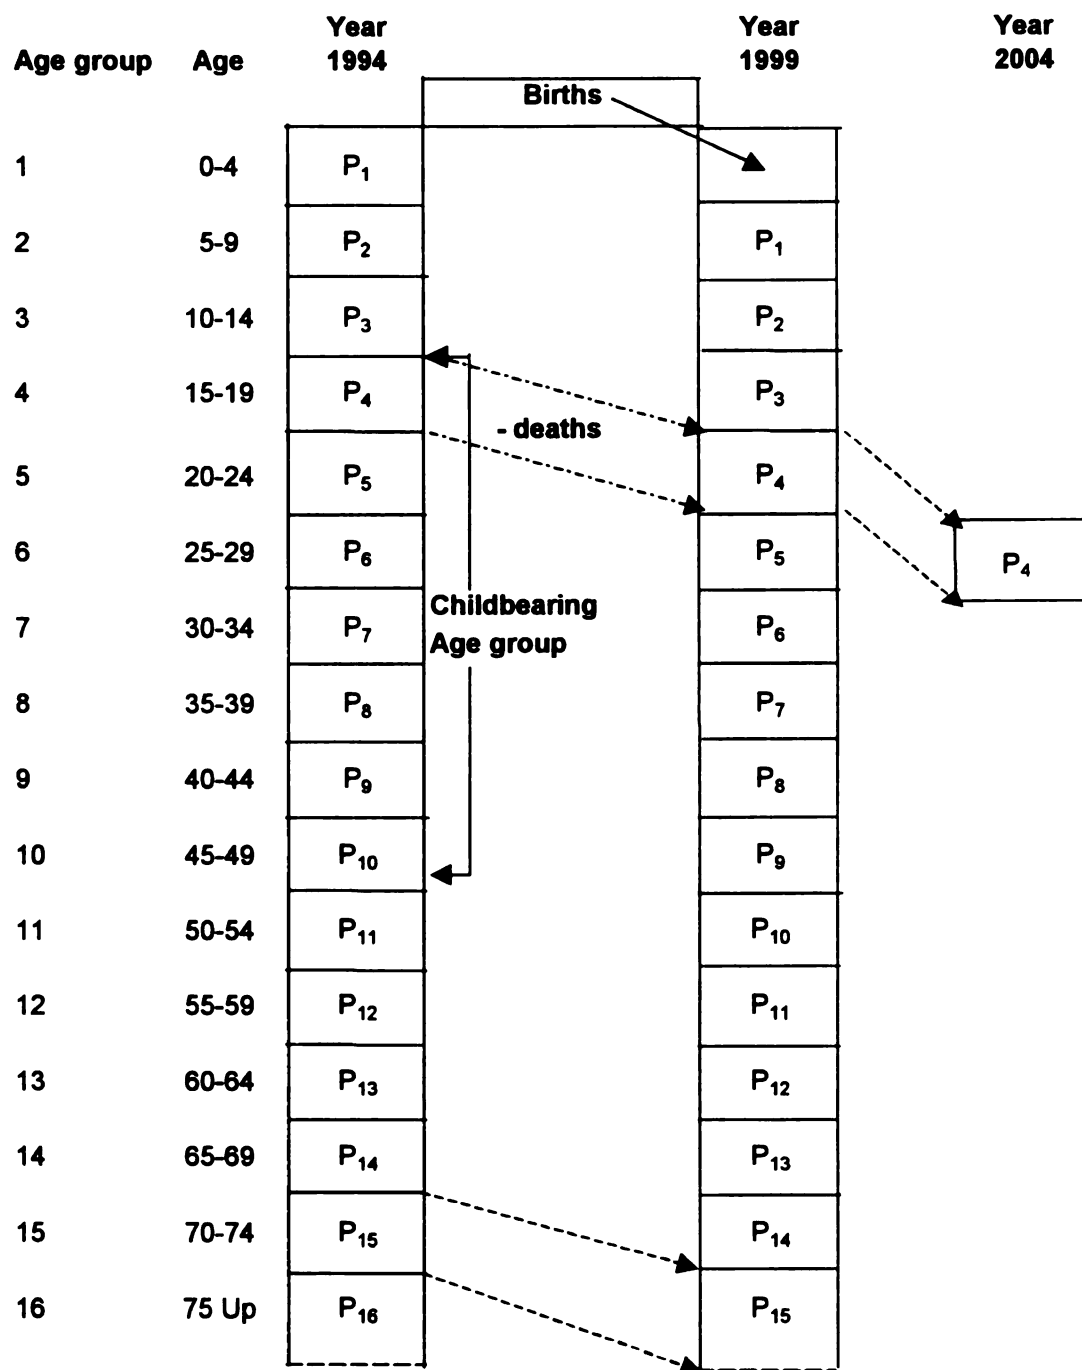 Year Year Year
Age group Age 1994 1999 2004
Births
1 0-4 P₁
2 5-9 P₂ P₁
3 10-14 P₃ P₂
4 15-19 P₄ P₃
- deaths
5 20-24 P₅ P₄
6 25-29 P₆ P₅ P₄
Childbearing
7 30-34 P₇ P₆
Age group
8 35-39 P₈ P₇
9 40-44 P₉ P₈
10 45-49 P₁₀ P₉
11 50-54 P₁₁ P₁₀
12 55-59 P₁₂ P₁₁
13 60-64 P₁₃ P₁₂
14 65-69 P₁₄ P₁₃
15 70-74 P₁₅ P₁₄
16 75 Up P₁₆ P₁₅